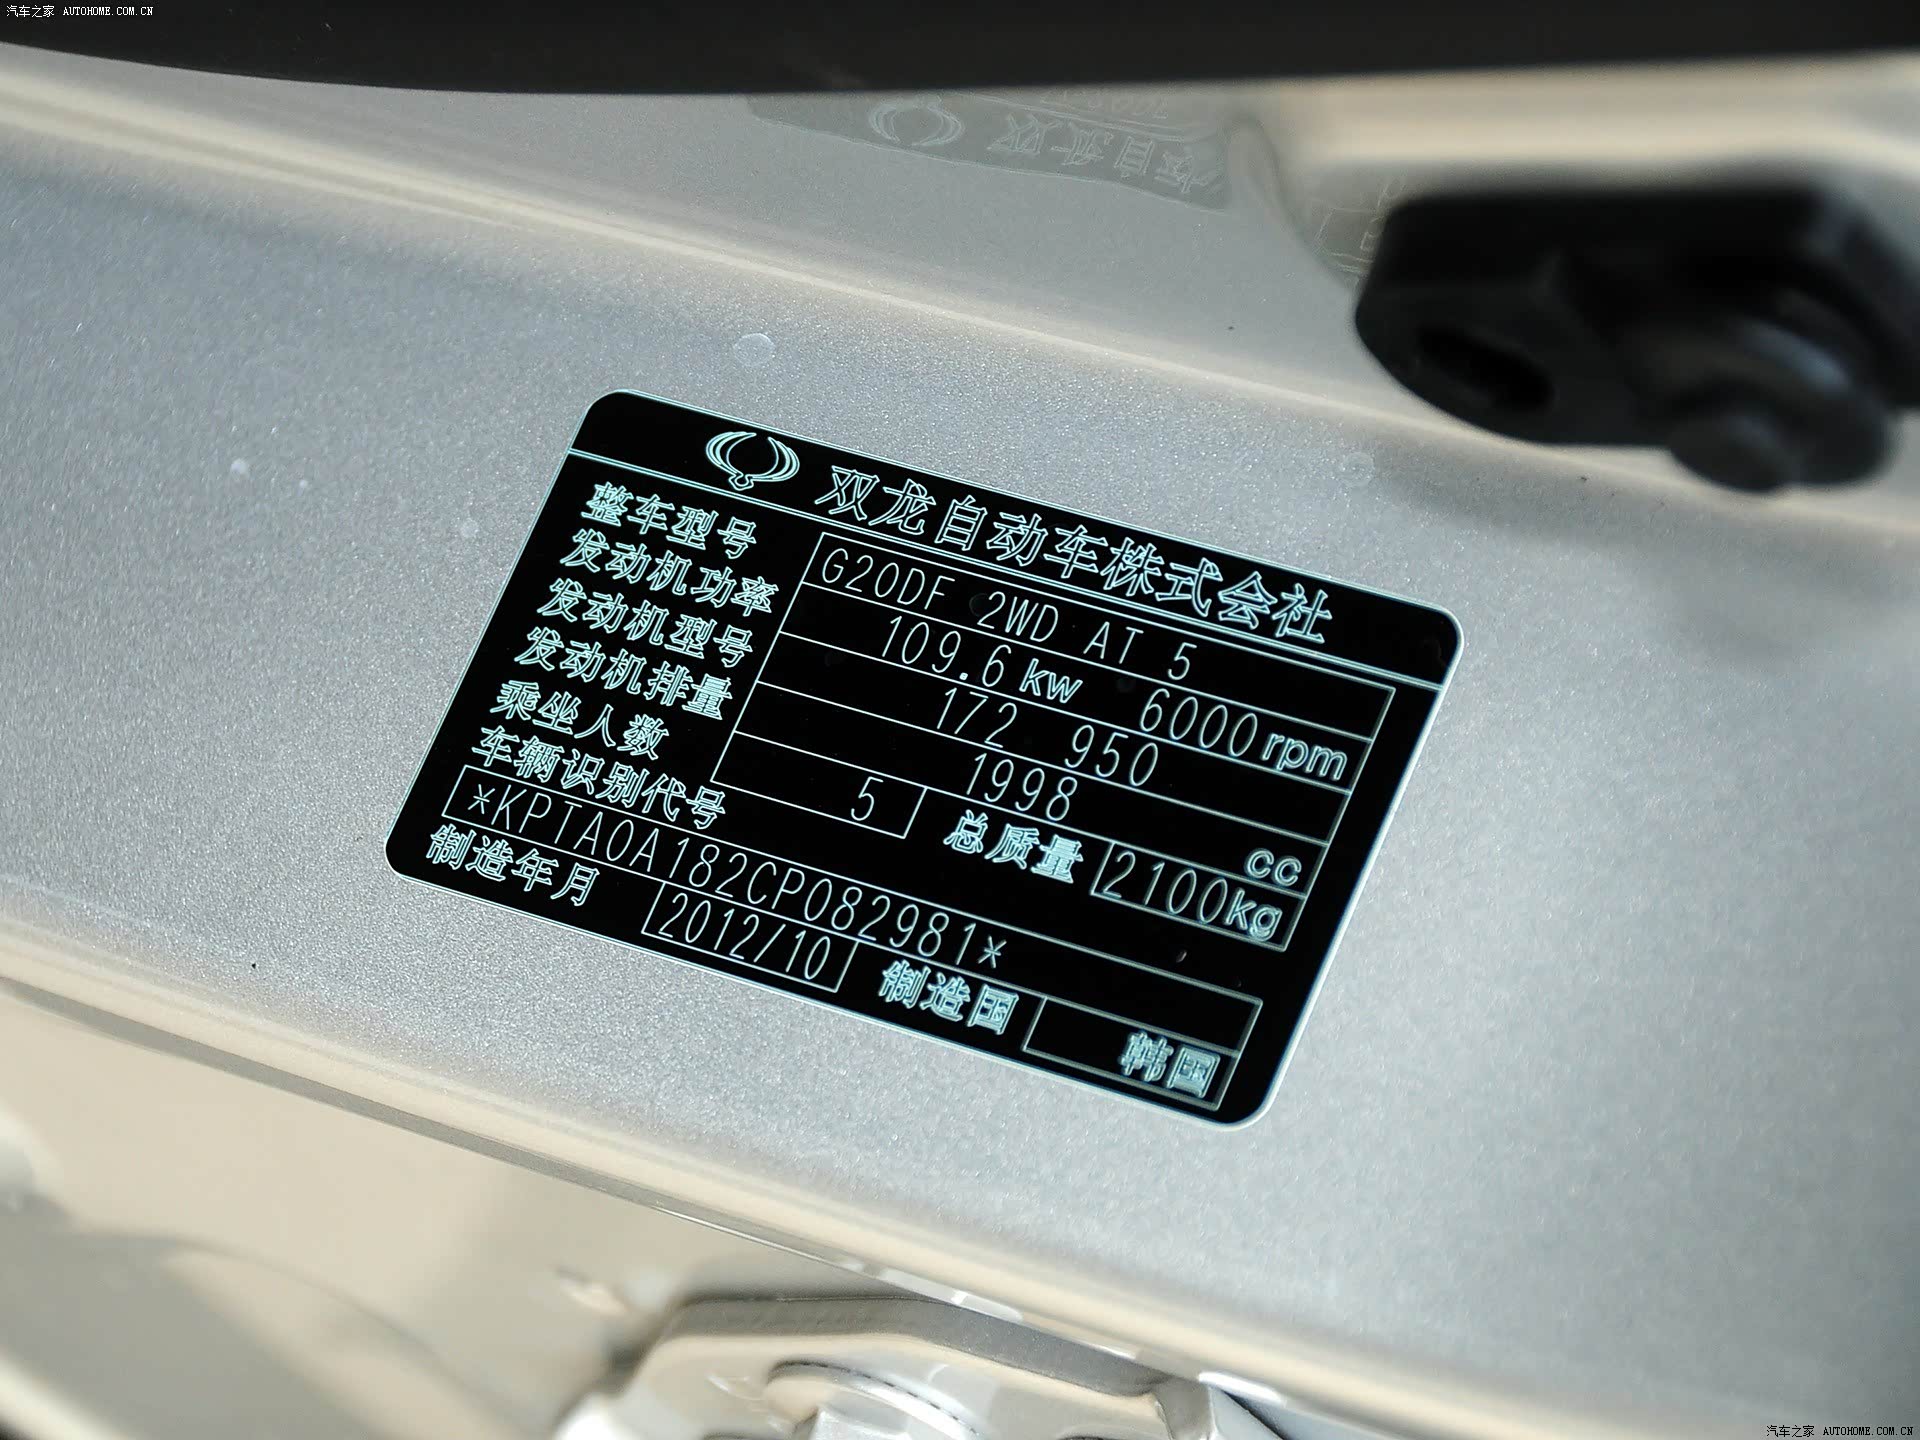 汽车之家 AUTOHOME.COM.CN
双龙自动车株式会社
整车型号 G20DF 2WD AT 5
发动机功率 109.6 kw 6000 rpm
发动机型号 172 950
发动机排量 1998 cc
乘坐人数 5 总质量 2100kg
车辆识别代号
*KPTA0A182CP082981*
制造年月 2012/10 制造国 韩国
汽车之家 AUTOHOME.COM.CN